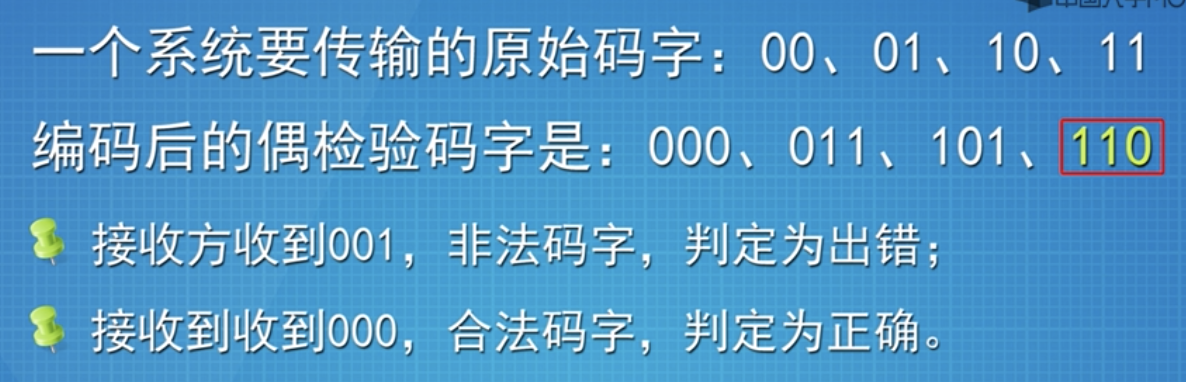 一个系统要传输的原始码字：00、01、10、11
编码后的偶检验码字是：000、011、101、110
接收方收到001，非法码字，判定为出错；
接收到收到000，合法码字，判定为正确。